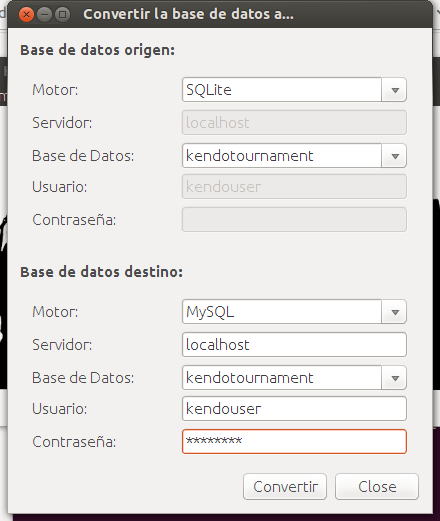 Convertir la base de datos a...
Base de datos origen:
Motor: SQLite
Servidor: localhost
Base de Datos: kendotournament
Usuario: kendouser
Contraseña:
Base de datos destino:
Motor: MySQL
Servidor: localhost
Base de Datos: kendotournament
Usuario: kendouser
Contraseña: ********
Convertir Close